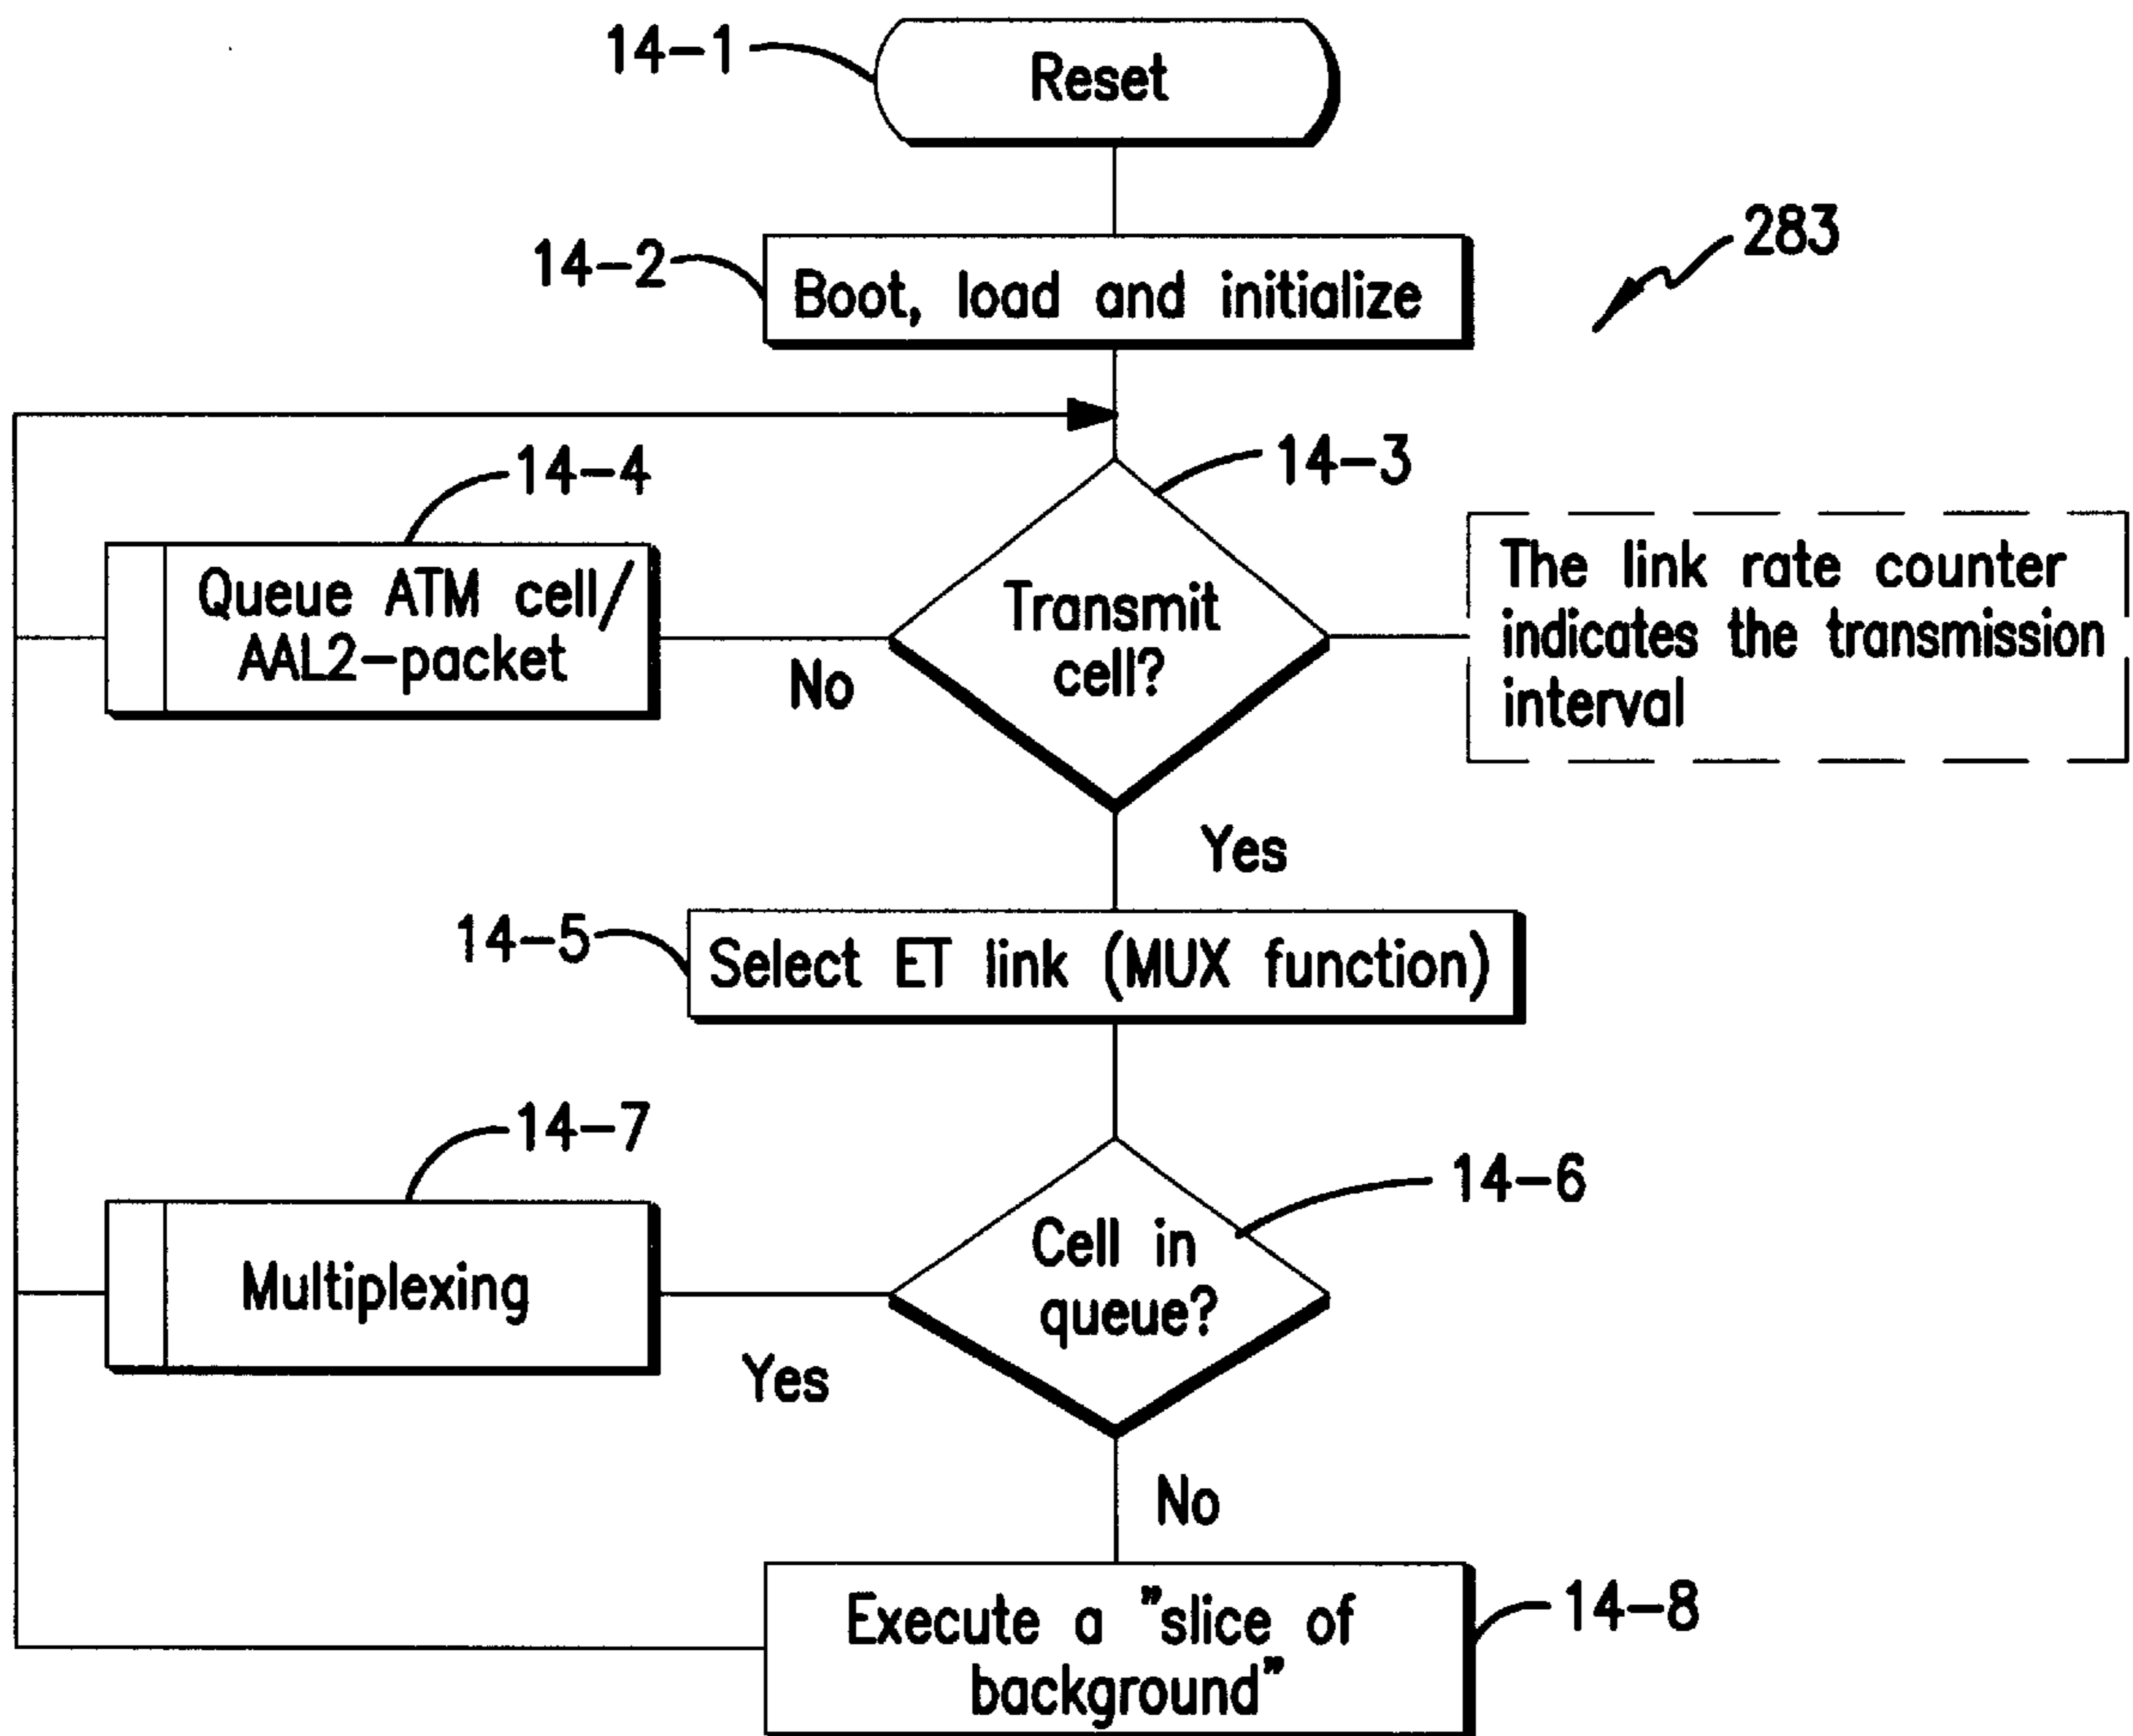 14-1
Reset
283
14-2
Boot, load and initialize
14-4
14-3
Queue ATM cell/
AAL2-packet
No
Transmit
cell?
The link rate counter
indicates the transmission
interval
Yes
14-5
Select ET link (MUX function)
14-7
14-6
Multiplexing
Yes
Cell in
queue?
No
Execute a "slice of
background"
14-8